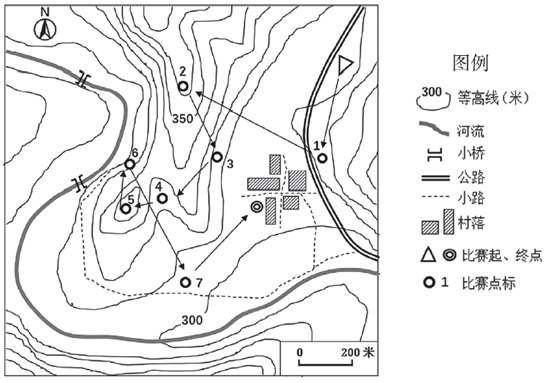 N
2
350
1
3
6
4
5
7
300
0 200 米
图例
300 等高线(米)
河流
小桥
公路
小路
村落
比赛起、终点
1 比赛点标